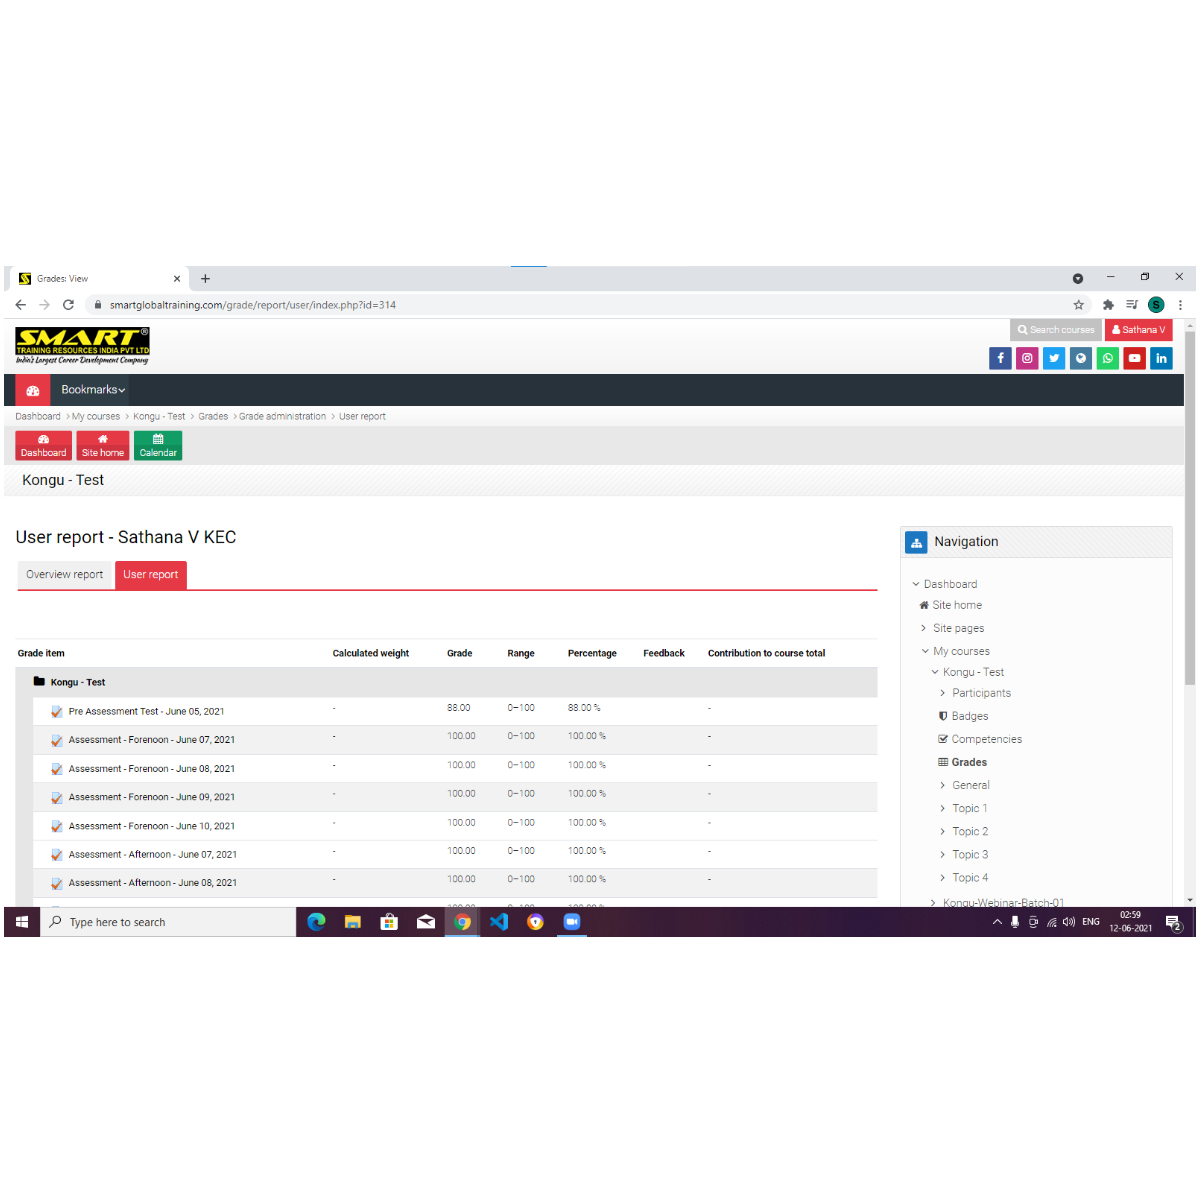 Grades: View
smartglobaltraining.com/grade/report/user/index.php?id=314
S
SMART®
TRAINING RESOURCES INDIA PVT LTD
India's Largest Career Development Company
Search courses
Sathana V
Bookmarks
Dashboard > My courses > Kongu - Test > Grades > Grade administration > User report
Dashboard Site home Calendar
Kongu - Test
User report - Sathana V KEC
Overview report User report
Grade item Calculated weight Grade Range Percentage Feedback Contribution to course total
Kongu - Test
Pre Assessment Test - June 05, 2021 - 88.00 0–100 88.00 % -
Assessment - Forenoon - June 07, 2021 - 100.00 0–100 100.00 % -
Assessment - Forenoon - June 08, 2021 - 100.00 0–100 100.00 % -
Assessment - Forenoon - June 09, 2021 - 100.00 0–100 100.00 % -
Assessment - Forenoon - June 10, 2021 - 100.00 0–100 100.00 % -
Assessment - Afternoon - June 07, 2021 - 100.00 0–100 100.00 % -
Assessment - Afternoon - June 08, 2021 - 100.00 0–100 100.00 % -
Navigation
Dashboard
Site home
Site pages
My courses
Kongu - Test
Participants
Badges
Competencies
Grades
General
Topic 1
Topic 2
Topic 3
Topic 4
Kongu-Webinar-Batch-01
Type here to search
ENG
02:59
12-06-2021
2